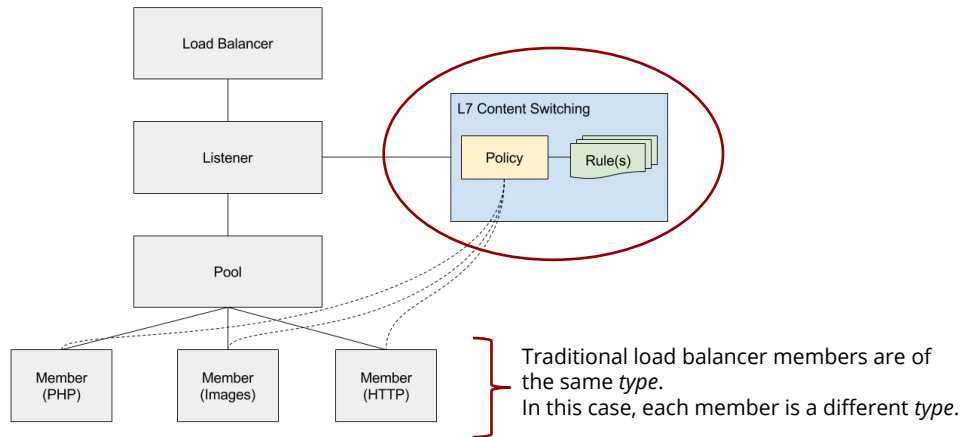 Load Balancer
L7 Content Switching
Listener
Policy
Rule(s)
Pool
Member
(PHP)
Member
(Images)
Member
(HTTP)
Traditional load balancer members are of
the same type.
In this case, each member is a different type.